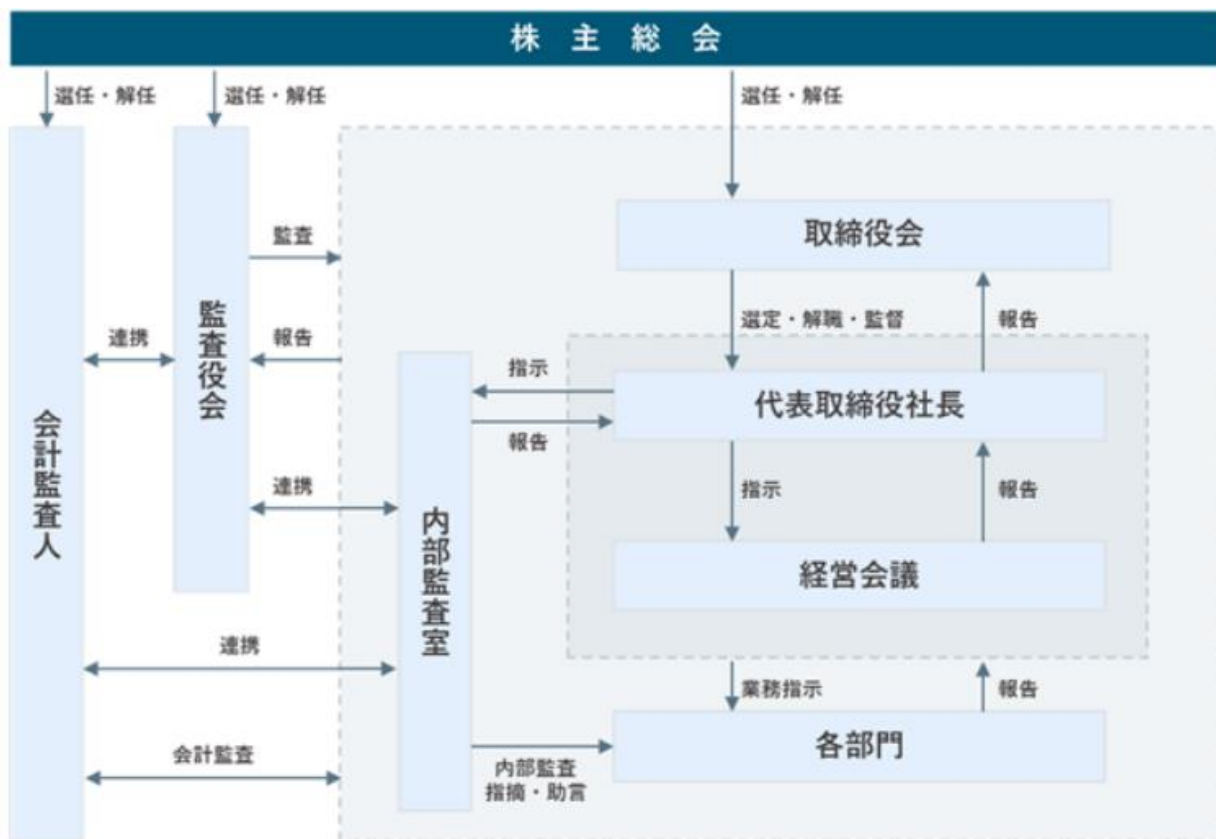 株主総会
選任・解任
選任・解任
選任・解任
取締役会
監査
選定・解職・監督
報告
監査役会
連携
報告
指示
代表取締役社長
報告
会計監査人
連携
指示
報告
内部監査室
経営会議
連携
業務指示
報告
会計監査
内部監査
指摘・助言
各部門